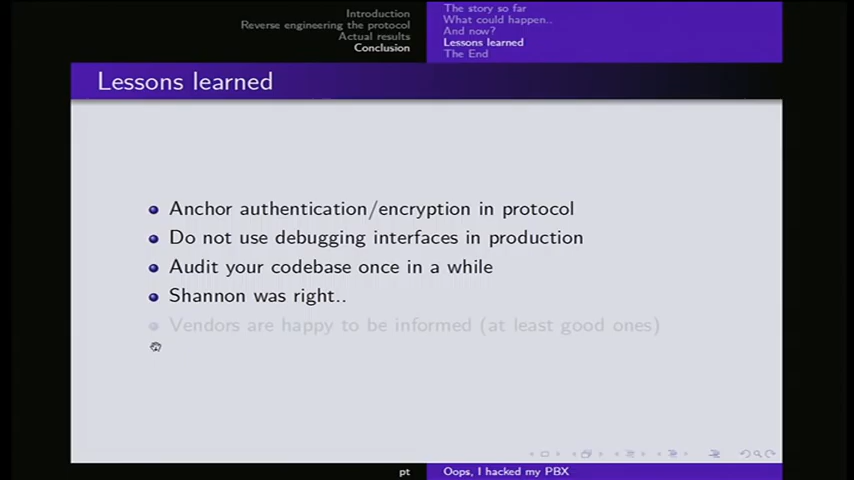 Introduction
Reverse engineering the protocol
Actual results
Conclusion
The story so far
What could happen..
And now?
Lessons learned
The End
Lessons learned
Anchor authentication/encryption in protocol
Do not use debugging interfaces in production
Audit your codebase once in a while
Shannon was right..
Vendors are happy to be informed (at least good ones)
pt
Oops, I hacked my PBX